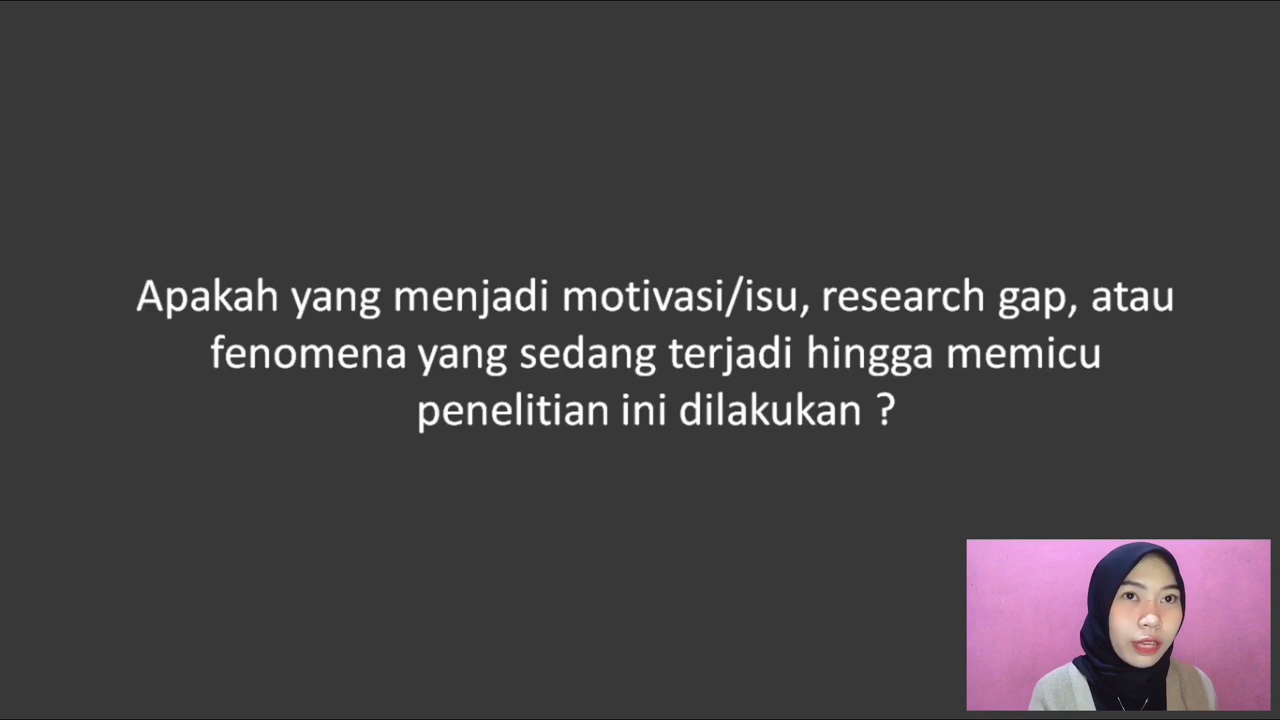 Apakah yang menjadi motivasi/isu, research gap, atau
fenomena yang sedang terjadi hingga memicu
penelitian ini dilakukan ?